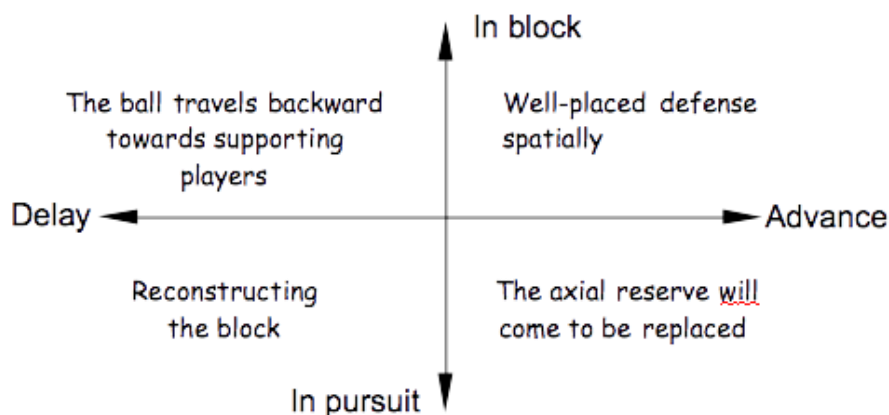 In block
The ball travels backward
towards supporting
players
Well-placed defense
spatially
Delay
Advance
Reconstructing
the block
The axial reserve will
come to be replaced
In pursuit